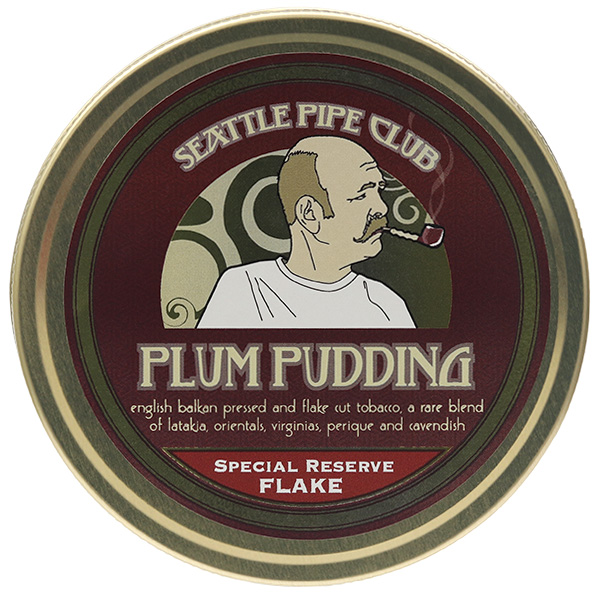 SEATTLE PIPE CLUB
PLUM PUDDING
english balkan pressed and flake cut tobacco, a rare blend
of latakia, orientals, virginias, perique and cavendish
SPECIAL RESERVE
FLAKE